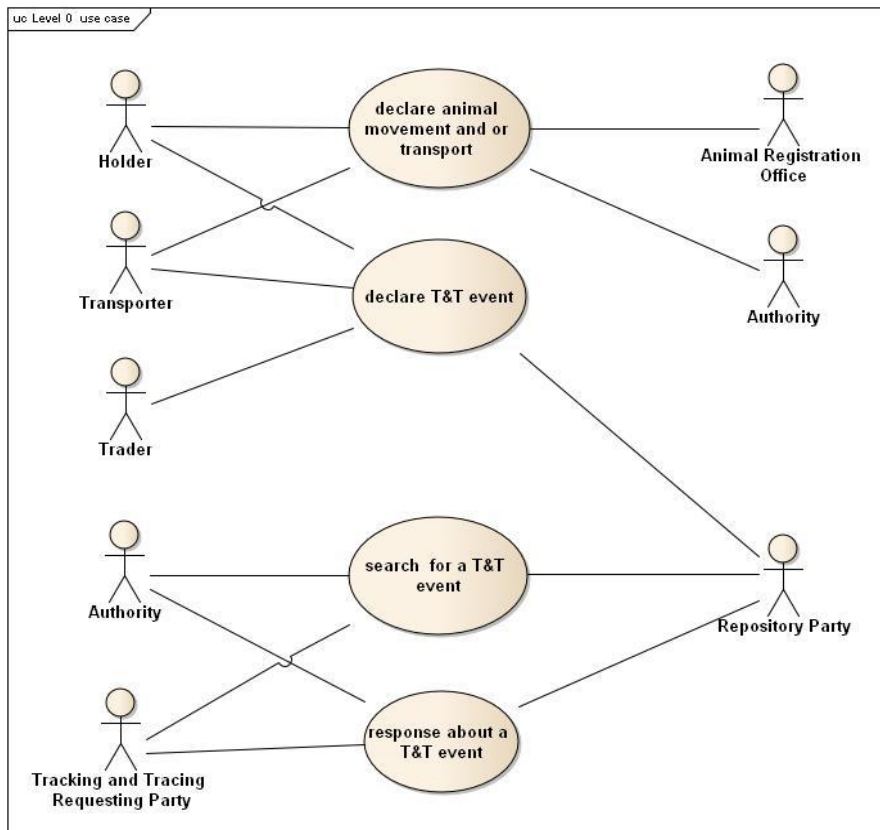 uc Level 0 use case
Holder
declare animal
movement and or
transport
Animal Registration
Office
Transporter
declare T&T event
Authority
Trader
Authority
search for a T&T
event
Repository Party
Tracking and Tracing
Requesting Party
response about a
T&T event